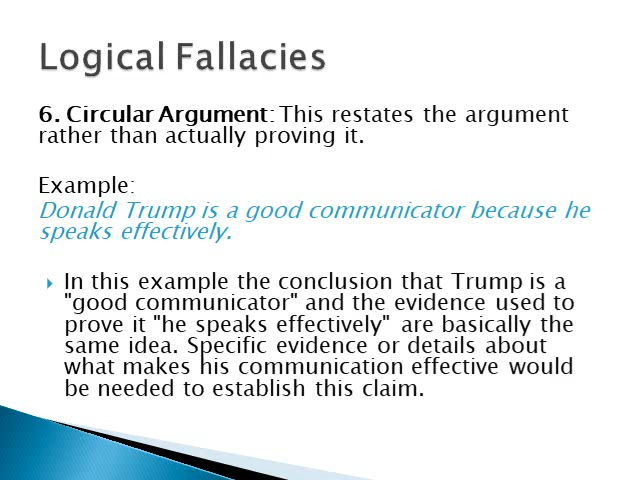 Logical Fallacies
6. Circular Argument: This restates the argument
rather than actually proving it.
Example:
Donald Trump is a good communicator because he
speaks effectively.
In this example the conclusion that Trump is a
"good communicator" and the evidence used to
prove it "he speaks effectively" are basically the
same idea. Specific evidence or details about
what makes his communication effective would
be needed to establish this claim.